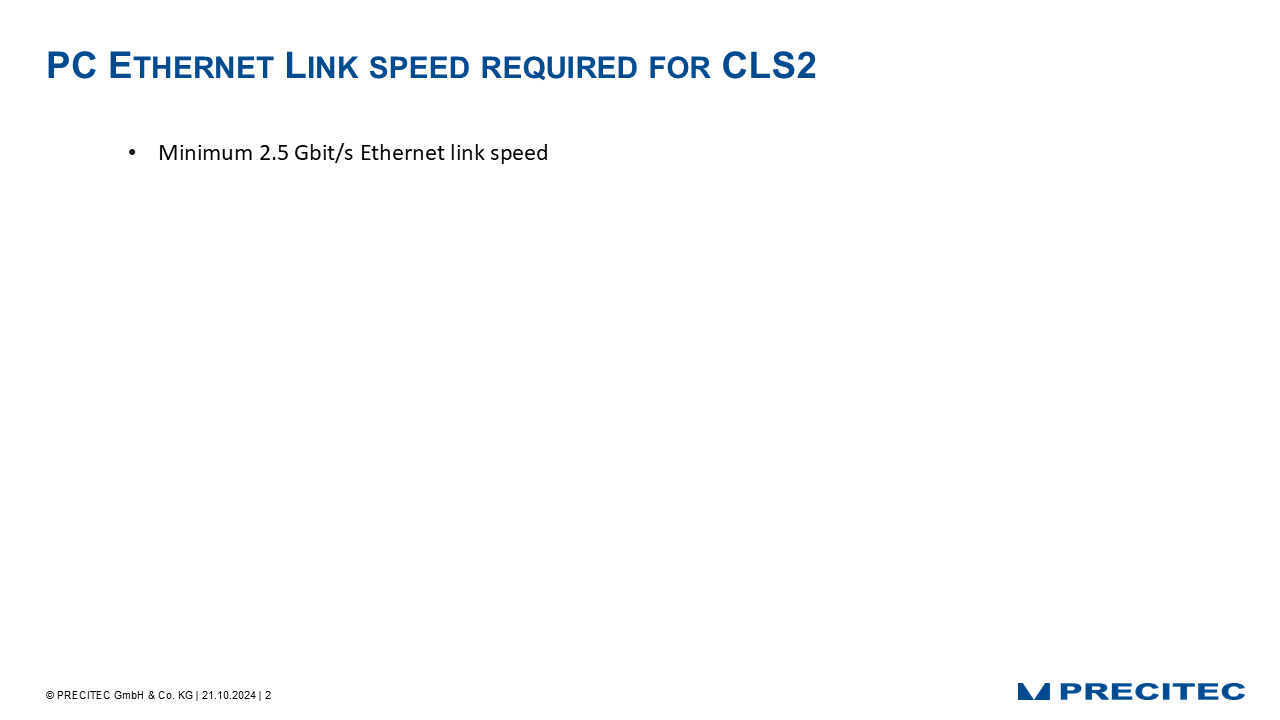 PC Ethernet Link speed required for CLS2
• Minimum 2.5 Gbit/s Ethernet link speed
© PRECITEC GmbH & Co. KG | 21.10.2024 | 2
PRECITEC